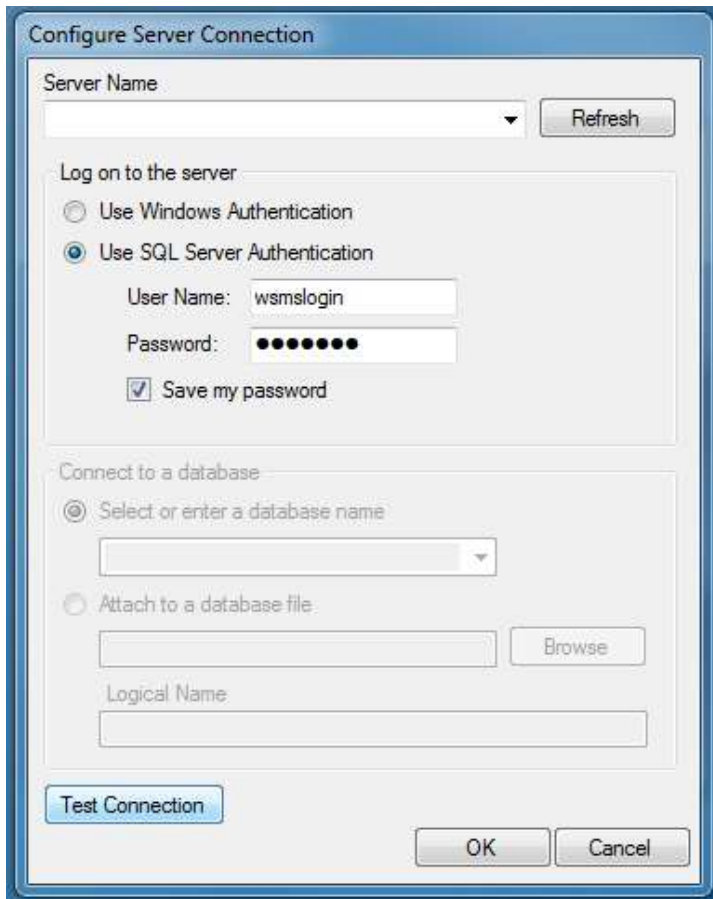 Configure Server Connection
Server Name
Refresh
Log on to the server
Use Windows Authentication
Use SQL Server Authentication
User Name: wsmslogin
Password: ●●●●●●●
Save my password
Connect to a database
Select or enter a database name
Attach to a database file
Browse
Logical Name
Test Connection
OK Cancel